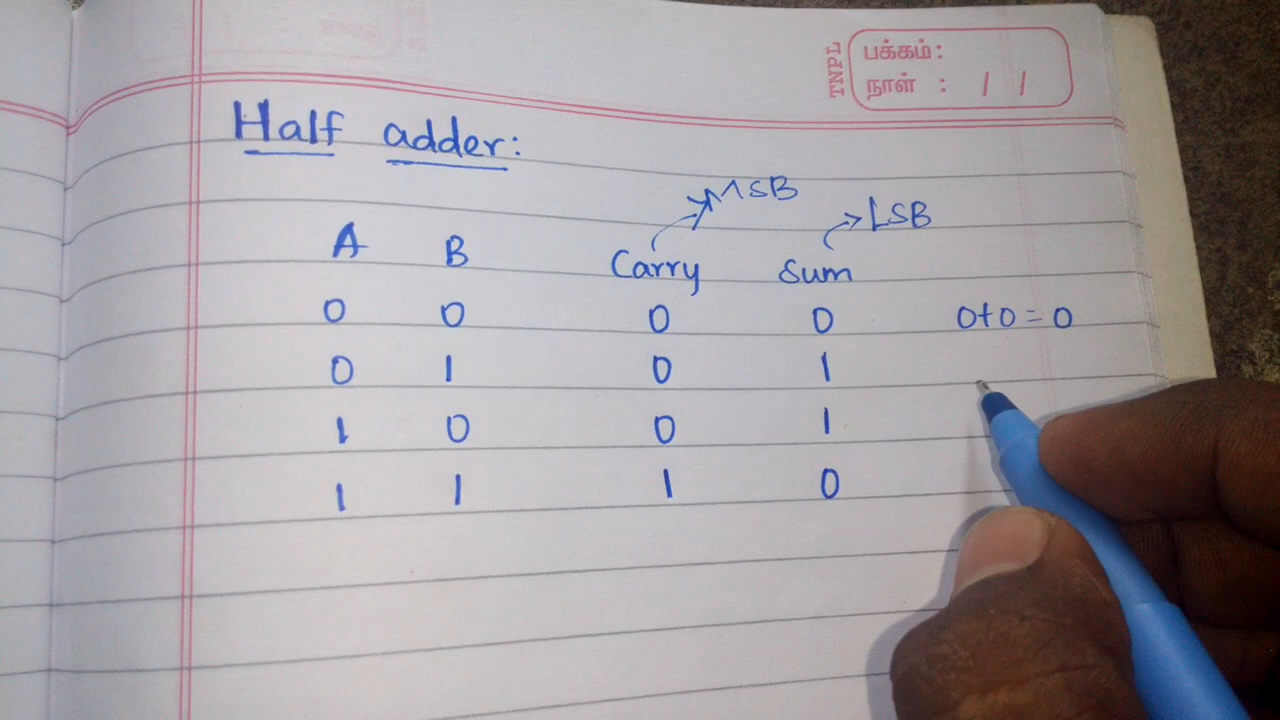 TNPL
பக்கம் :
நாள் : / /
Half adder:
MSB
LSB
A B Carry Sum
0 0 0 0 0+0=0
0 1 0 1
1 0 0 1
1 1 1 0